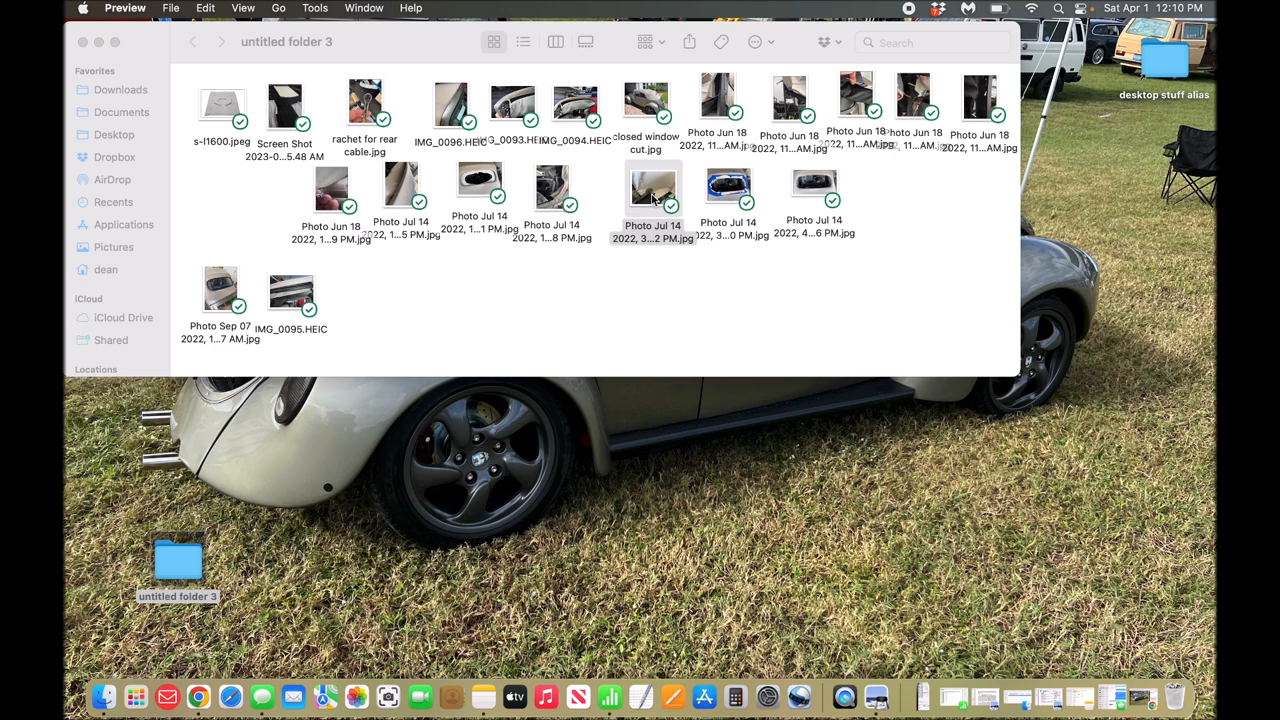 Preview File Edit View Go Tools Window Help
7
Sat Apr 1 12:10 PM
untitled folder 3
Search
desktop stuff alias
Favorites
Downloads
Documents
Desktop
Dropbox
AirDrop
Recents
Applications
Pictures
dean
iCloud
iCloud Drive
Shared
Locations
s-l1600.jpeg
Screen Shot
2023-0...5.48 AM
rachet for rear
cable.jpg
IMG_0096.HEIC
IMG_0094.HEIC
closed window
cut.jpg
Photo Jun 18
2022, 11...AM.jpg
Photo Jun 18
2022, 11...AM.jpg
Photo Jun 18
2022, 11...AM.jpg
Photo Jun 18
Photo Jun 18
2022, 11...AM.jpg
Photo Jun 18
2022, 1...9 PM.jpg
Photo Jul 14
2022, 1...5 PM.jpg
Photo Jul 14
2022, 4...1 PM.jpg
Photo Jul 14
2022, 1...8 PM.jpg
Photo Jul 14
2022, 3...2 PM.jpg
Photo Jul 14
2022, 3...0 PM.jpg
Photo Jul 14
2022, 4...6 PM.jpg
Photo Sep 07
2022, 1...7 AM.jpg
IMG_0095.HEIC
untitled folder 3
tv